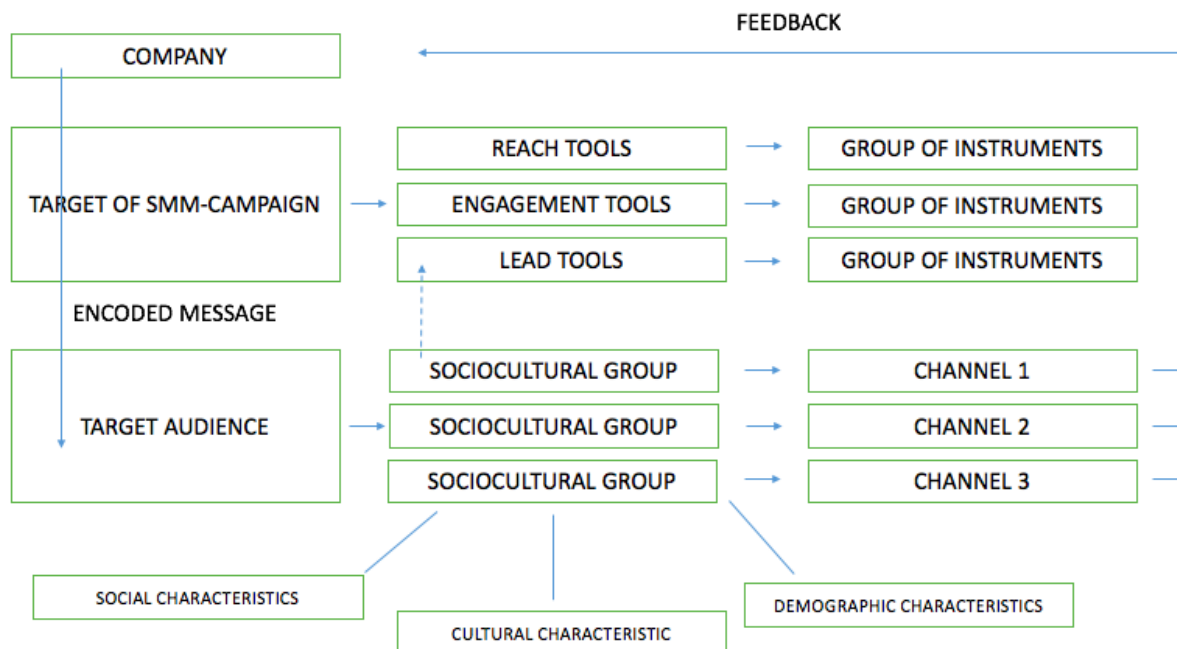 FEEDBACK
COMPANY
REACH TOOLS
GROUP OF INSTRUMENTS
TARGET OF SMM-CAMPAIGN
ENGAGEMENT TOOLS
GROUP OF INSTRUMENTS
LEAD TOOLS
GROUP OF INSTRUMENTS
ENCODED MESSAGE
SOCIOCULTURAL GROUP
CHANNEL 1
TARGET AUDIENCE
SOCIOCULTURAL GROUP
CHANNEL 2
SOCIOCULTURAL GROUP
CHANNEL 3
SOCIAL CHARACTERISTICS
DEMOGRAPHIC CHARACTERISTICS
CULTURAL CHARACTERISTIC